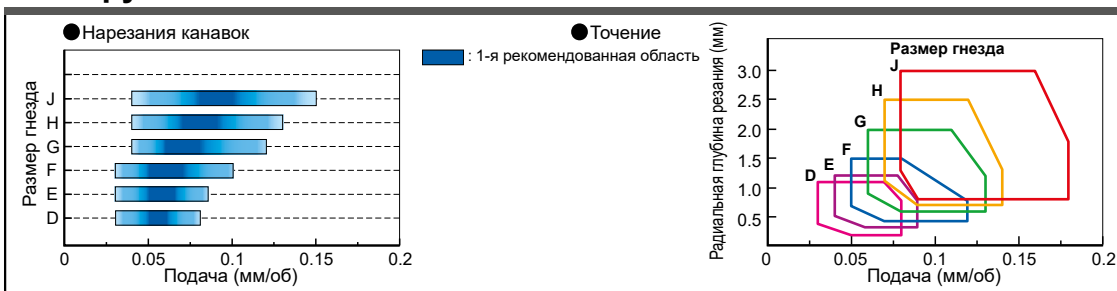 ●Нарезания канавок
: 1-я рекомендованная область
Размер гнезда
J
H
G
F
E
D
0 0.05 0.1 0.15 0.2
Подача (мм/об)
●Точение
Размер гнезда
Радиальная глубина резания (мм)
3.0
2.5
2.0
1.5
1.0
0.5
J
H
G
F
E
D
0 0.05 0.1 0.15 0.2
Подача (мм/об)